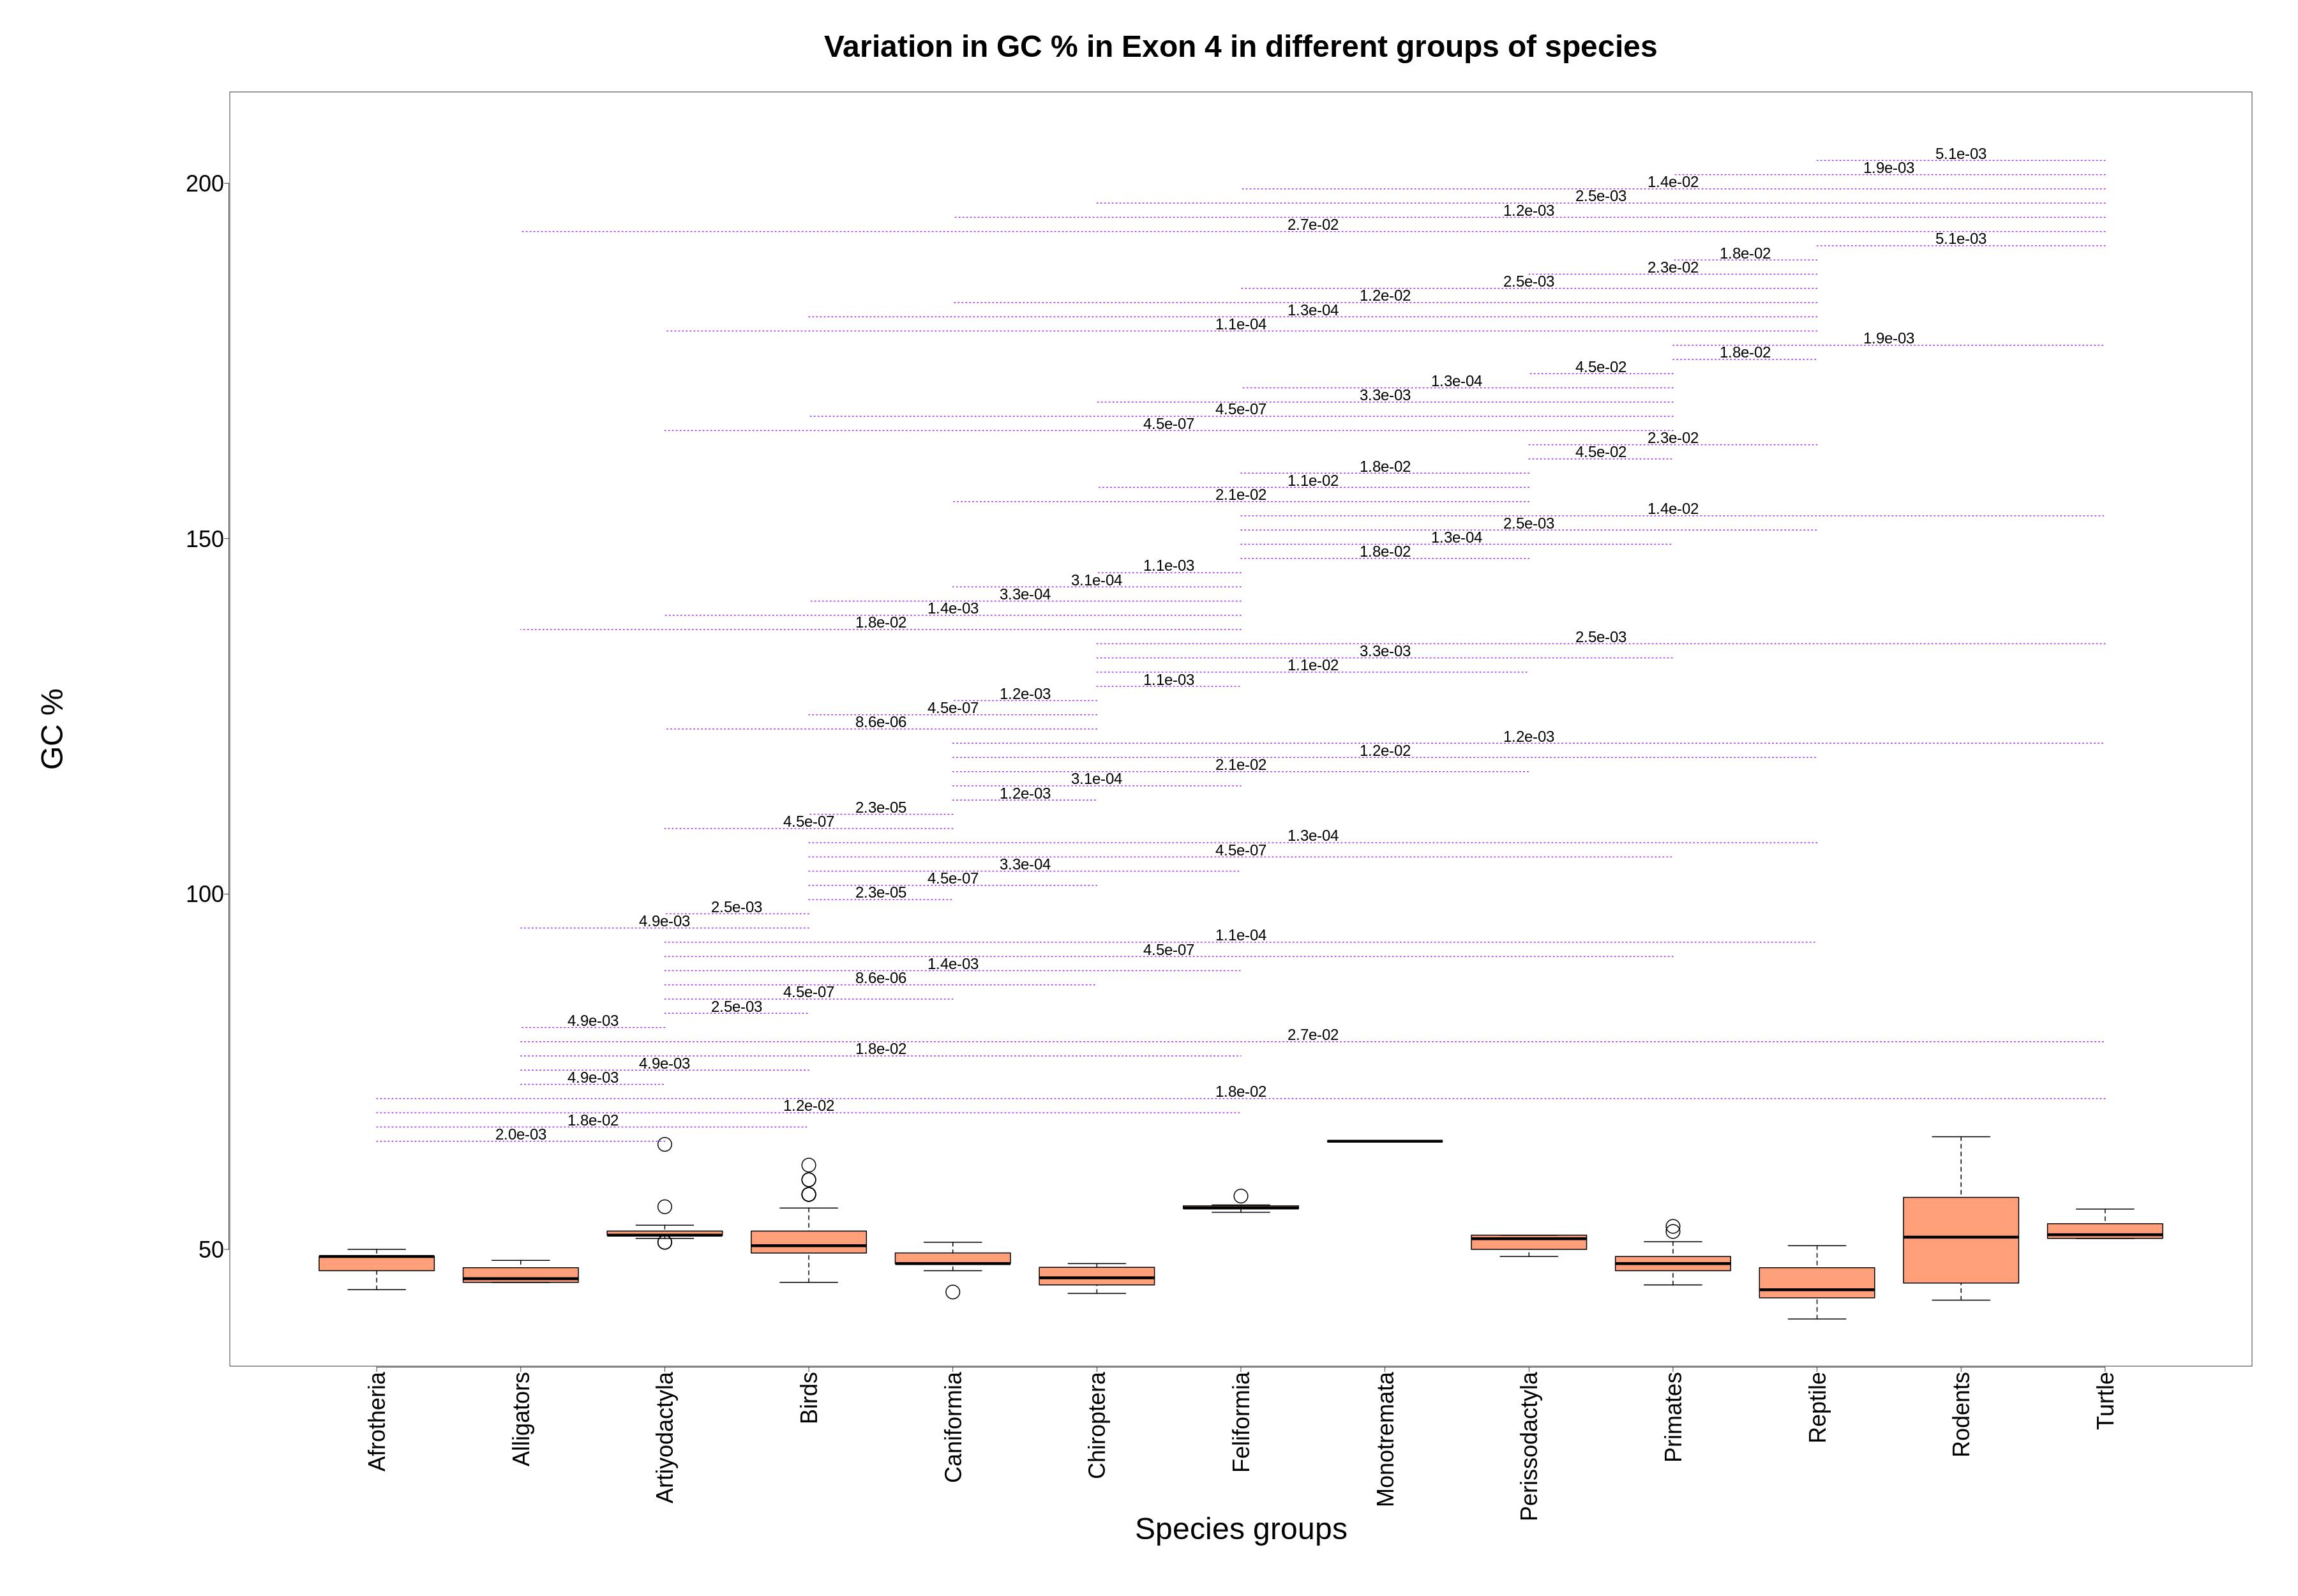 Variation in GC % in Exon 4 in different groups of species
200
150
100
50
GC %
5.1e-03
1.9e-03
1.4e-02
2.5e-03
1.2e-03
2.7e-02
5.1e-03
1.8e-02
2.3e-02
2.5e-03
1.2e-02
1.3e-04
1.1e-04
1.9e-03
1.8e-02
4.5e-02
1.3e-04
3.3e-03
4.5e-07
4.5e-07
2.3e-02
4.5e-02
1.8e-02
1.1e-02
2.1e-02
1.4e-02
2.5e-03
1.3e-04
1.8e-02
1.1e-03
3.1e-04
3.3e-04
1.4e-03
1.8e-02
2.5e-03
3.3e-03
1.1e-02
1.1e-03
1.2e-03
4.5e-07
8.6e-06
1.2e-03
1.2e-02
2.1e-02
3.1e-04
1.2e-03
2.3e-05
4.5e-07
1.3e-04
4.5e-07
3.3e-04
4.5e-07
2.3e-05
2.5e-03
4.9e-03
1.1e-04
4.5e-07
1.4e-03
8.6e-06
4.5e-07
2.5e-03
4.9e-03
2.7e-02
1.8e-02
4.9e-03
4.9e-03
1.8e-02
1.2e-02
1.8e-02
2.0e-03
Afrotheria
Alligators
Artiyodactyla
Birds
Caniformia
Chiroptera
Feliformia
Monotremata
Perissodactyla
Primates
Reptile
Rodents
Turtle
Species groups